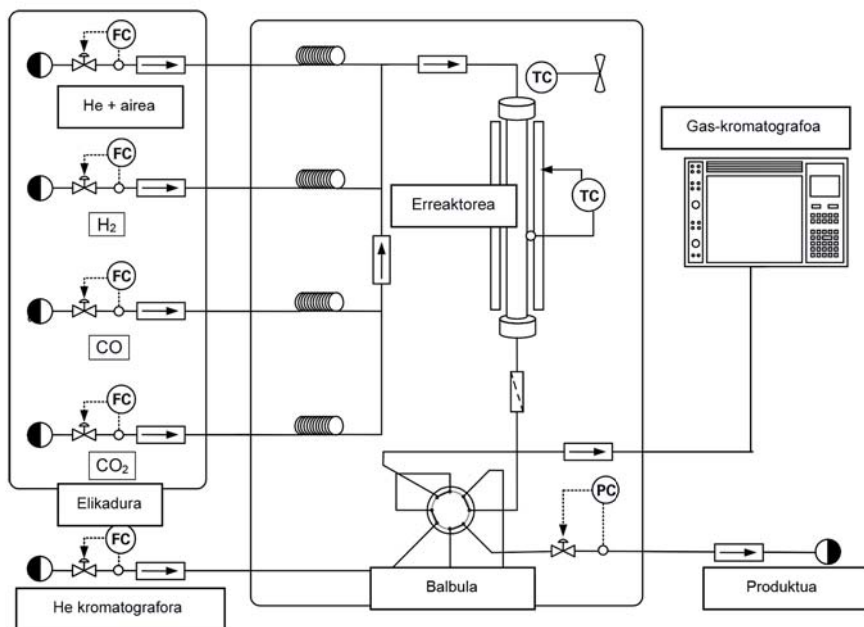 FC
He + airea
TC
Gas-kromatografoa
FC
H₂
Erreaktorea
TC
FC
CO
FC
CO₂
Elikadura
PC
FC
He kromatografora
Balbula
Produktua